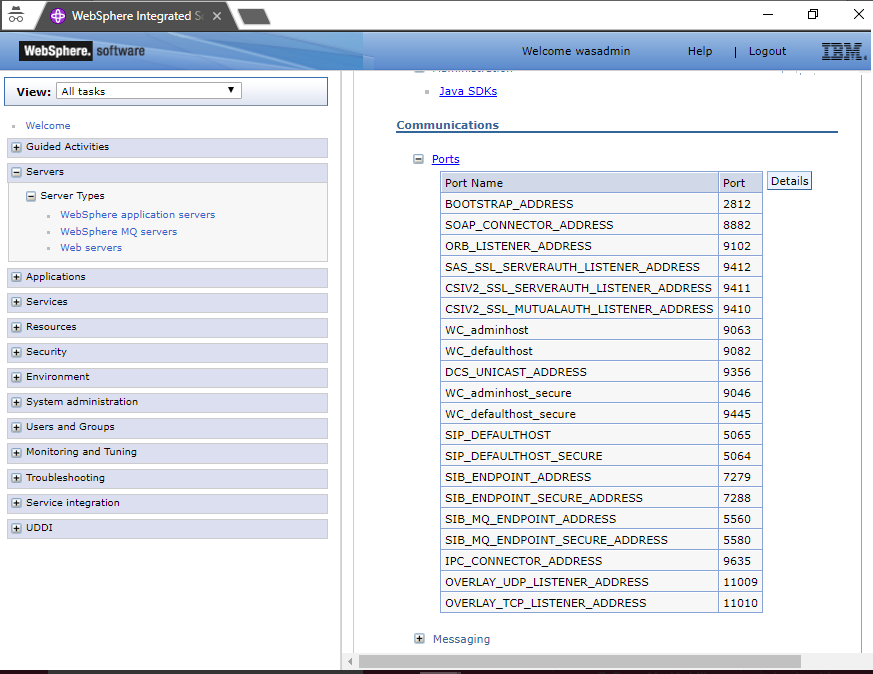 WebSphere Integrated S
WebSphere. software
Welcome wasadmin
Help | Logout
IBM.
View: All tasks
Welcome
Guided Activities
Servers
Server Types
WebSphere application servers
WebSphere MQ servers
Web servers
Applications
Services
Resources
Security
Environment
System administration
Users and Groups
Monitoring and Tuning
Troubleshooting
Service integration
UDDI
Java SDKs
Communications
Ports
Port Name Port Details
BOOTSTRAP_ADDRESS 2812
SOAP_CONNECTOR_ADDRESS 8882
ORB_LISTENER_ADDRESS 9102
SAS_SSL_SERVERAUTH_LISTENER_ADDRESS 9412
CSIV2_SSL_SERVERAUTH_LISTENER_ADDRESS 9411
CSIV2_SSL_MUTUALAUTH_LISTENER_ADDRESS 9410
WC_adminhost 9063
WC_defaulthost 9082
DCS_UNICAST_ADDRESS 9356
WC_adminhost_secure 9046
WC_defaulthost_secure 9445
SIP_DEFAULTHOST 5065
SIP_DEFAULTHOST_SECURE 5064
SIB_ENDPOINT_ADDRESS 7279
SIB_ENDPOINT_SECURE_ADDRESS 7288
SIB_MQ_ENDPOINT_ADDRESS 5560
SIB_MQ_ENDPOINT_SECURE_ADDRESS 5580
IPC_CONNECTOR_ADDRESS 9635
OVERLAY_UDP_LISTENER_ADDRESS 11009
OVERLAY_TCP_LISTENER_ADDRESS 11010
Messaging